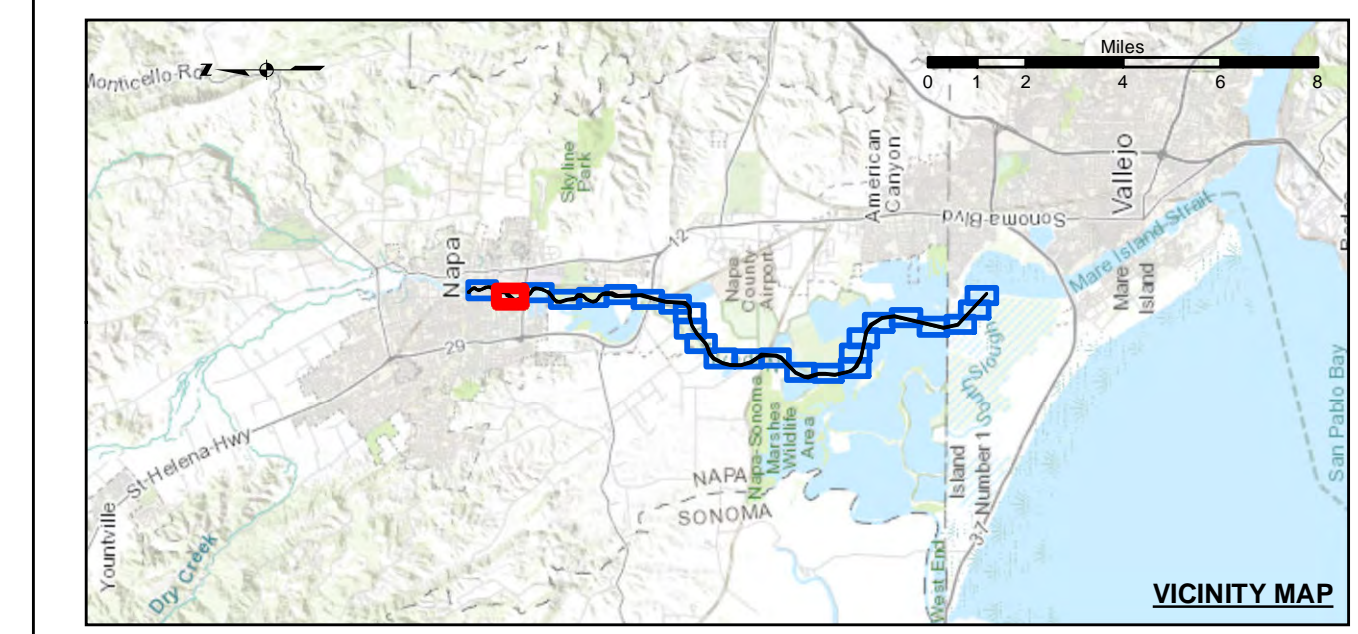 Monticello-Rd
Z
Miles
0 1 2 4 6 8
Skyline
Park
American
Canyon
Vallejo
Sonoma-Blvd
Mare Island-Strait
Napa
12
Napa
County
Airport
Mare
Island
29
South Slough
San Pablo Bay
Napa-Sonoma
Marshes
Wildlife
Area
St-Helena-Hwy
NAPA
SONOMA
Island
Number 1
37
Yountville
Dry Creek
West End
VICINITY MAP